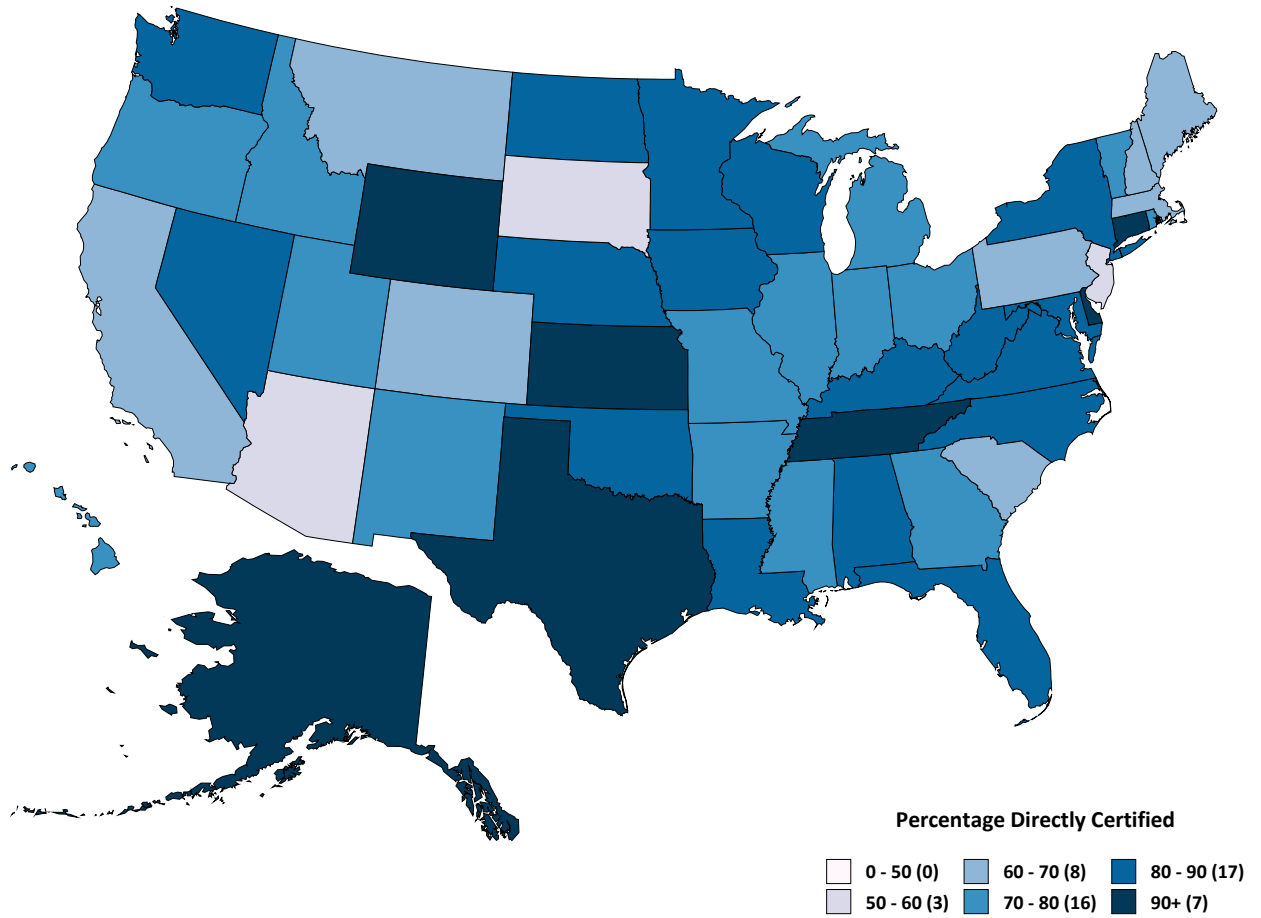 Percentage Directly Certified
0 - 50 (0) 60 - 70 (8) 80 - 90 (17)
50 - 60 (3) 70 - 80 (16) 90+ (7)